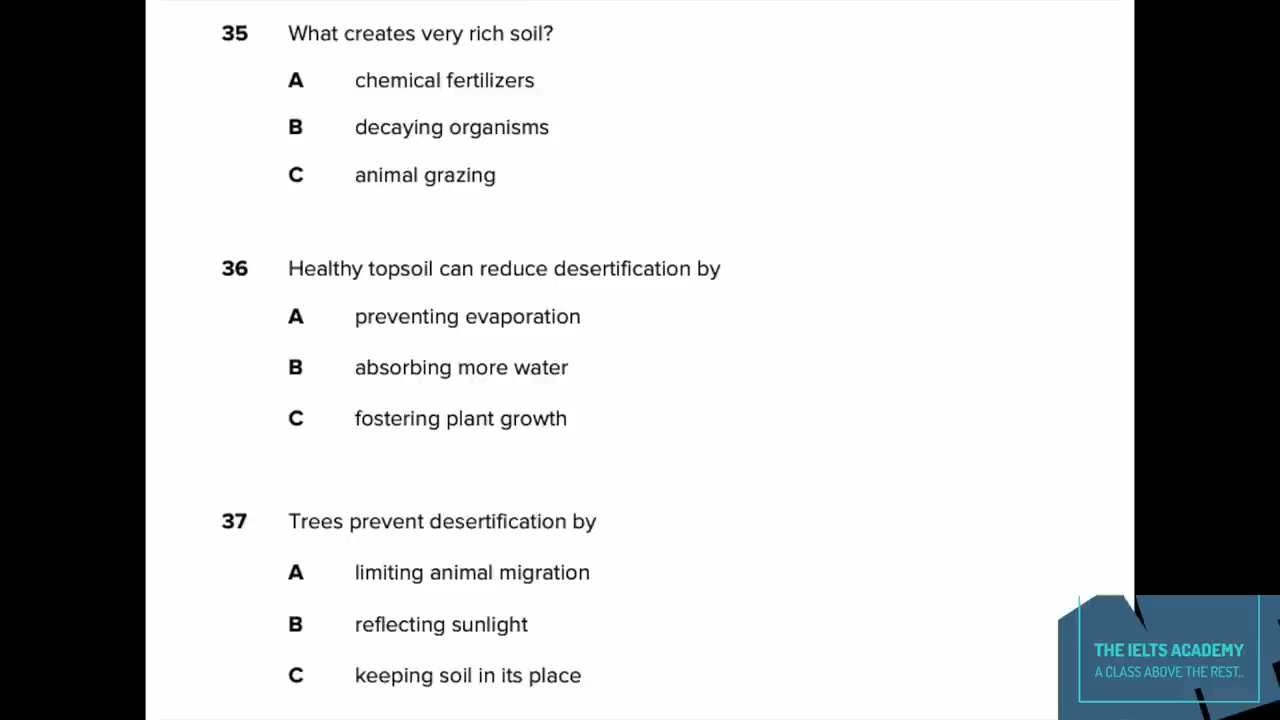 35 What creates very rich soil?
A chemical fertilizers
B decaying organisms
C animal grazing
36 Healthy topsoil can reduce desertification by
A preventing evaporation
B absorbing more water
C fostering plant growth
37 Trees prevent desertification by
A limiting animal migration
B reflecting sunlight
C keeping soil in its place
THE IELTS ACADEMY
A CLASS ABOVE THE REST..